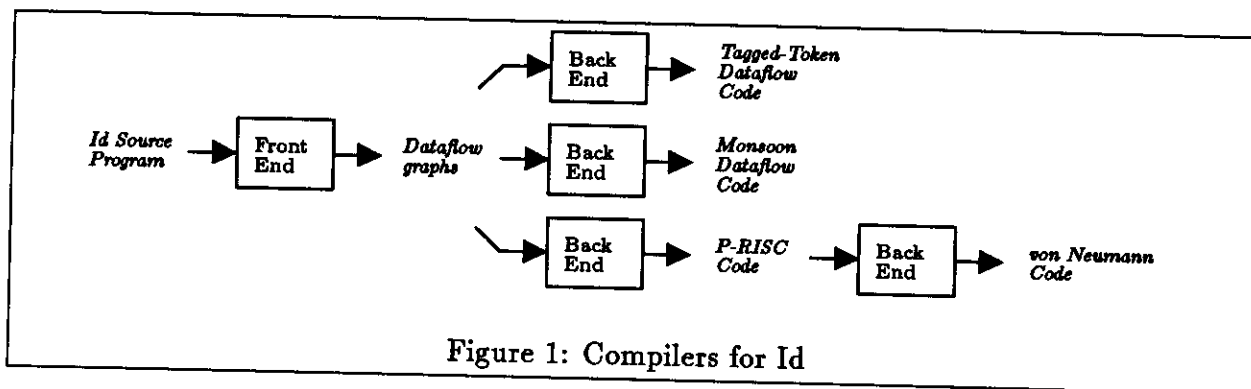 Back
End
Tagged-Token
Dataflow
Code
Id Source
Program
Front
End
Dataflow
graphs
Back
End
Monsoon
Dataflow
Code
Back
End
P-RISC
Code
Back
End
von Neumann
Code
Figure 1: Compilers for Id